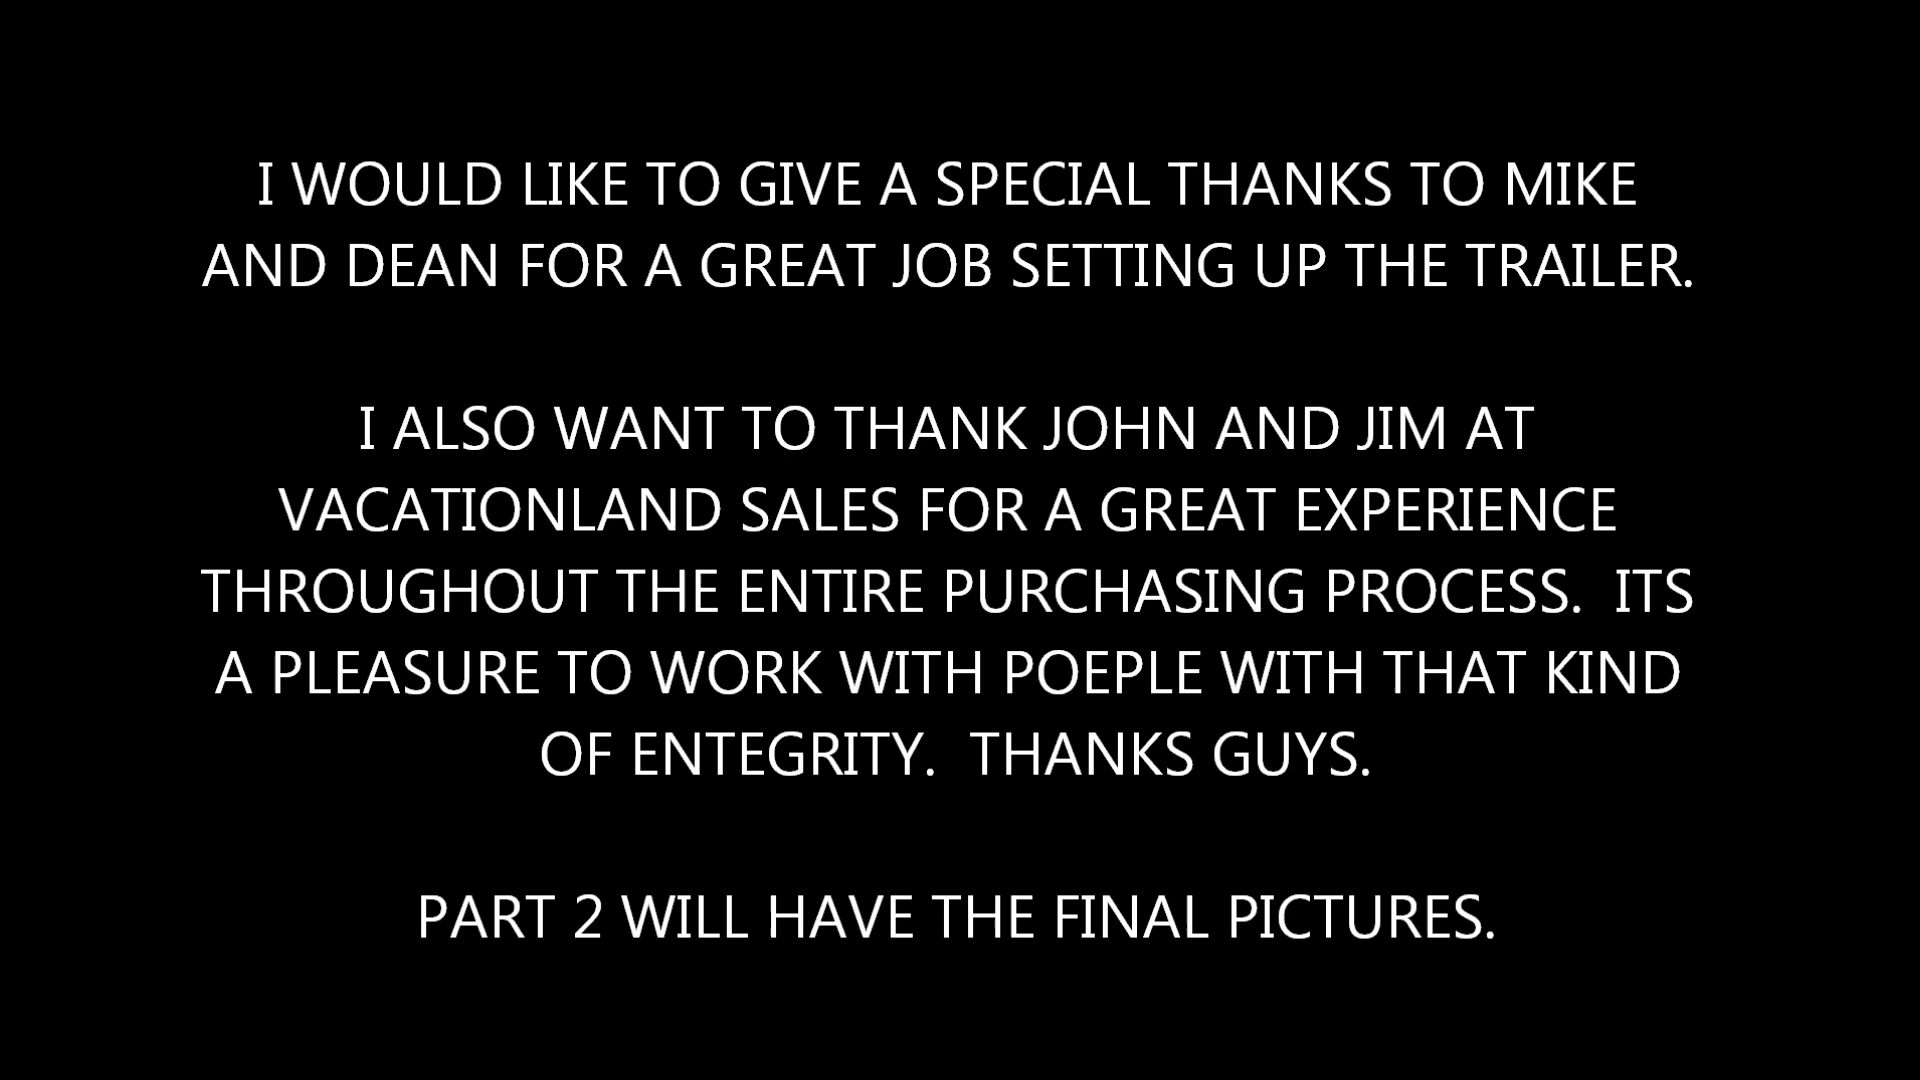 I WOULD LIKE TO GIVE A SPECIAL THANKS TO MIKE
AND DEAN FOR A GREAT JOB SETTING UP THE TRAILER.
I ALSO WANT TO THANK JOHN AND JIM AT
VACATIONLAND SALES FOR A GREAT EXPERIENCE
THROUGHOUT THE ENTIRE PURCHASING PROCESS.  ITS
A PLEASURE TO WORK WITH POEPLE WITH THAT KIND
OF ENTEGRITY.  THANKS GUYS.
PART 2 WILL HAVE THE FINAL PICTURES.